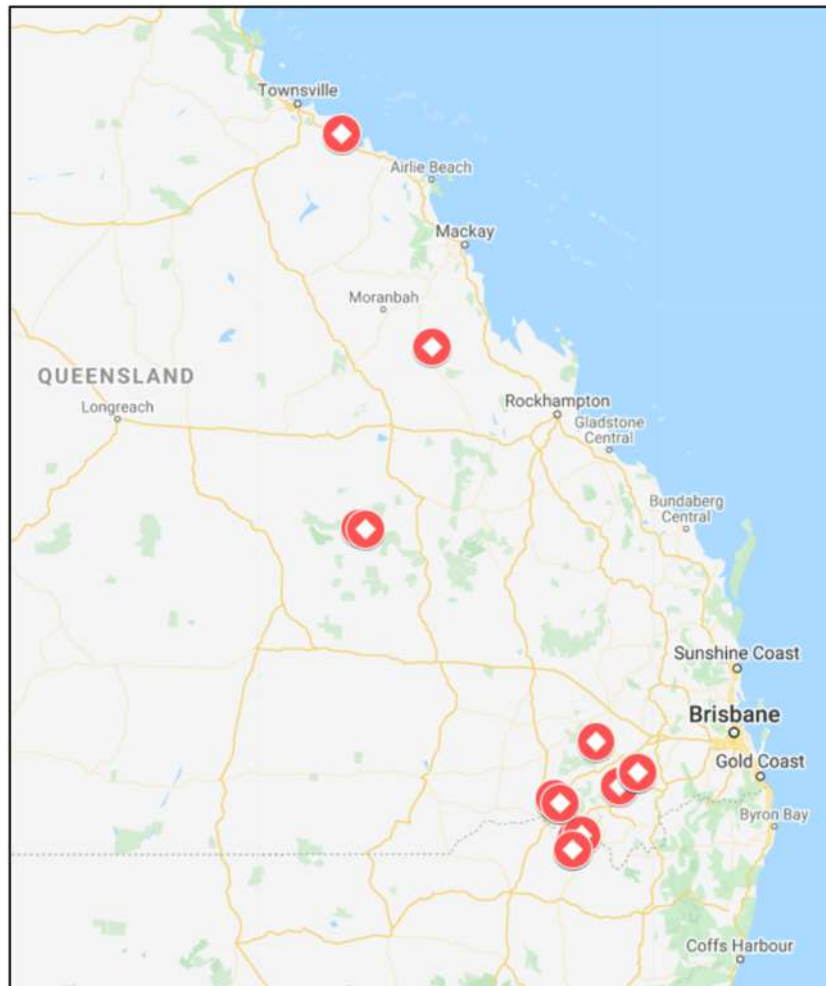 Townsville
Airlie Beach
Mackay
Moranbah
QUEENSLAND
Longreach
Rockhampton
Gladstone
Central
Bundaberg
Central
Sunshine Coast
Brisbane
Gold Coast
Byron Bay
Coffs Harbour